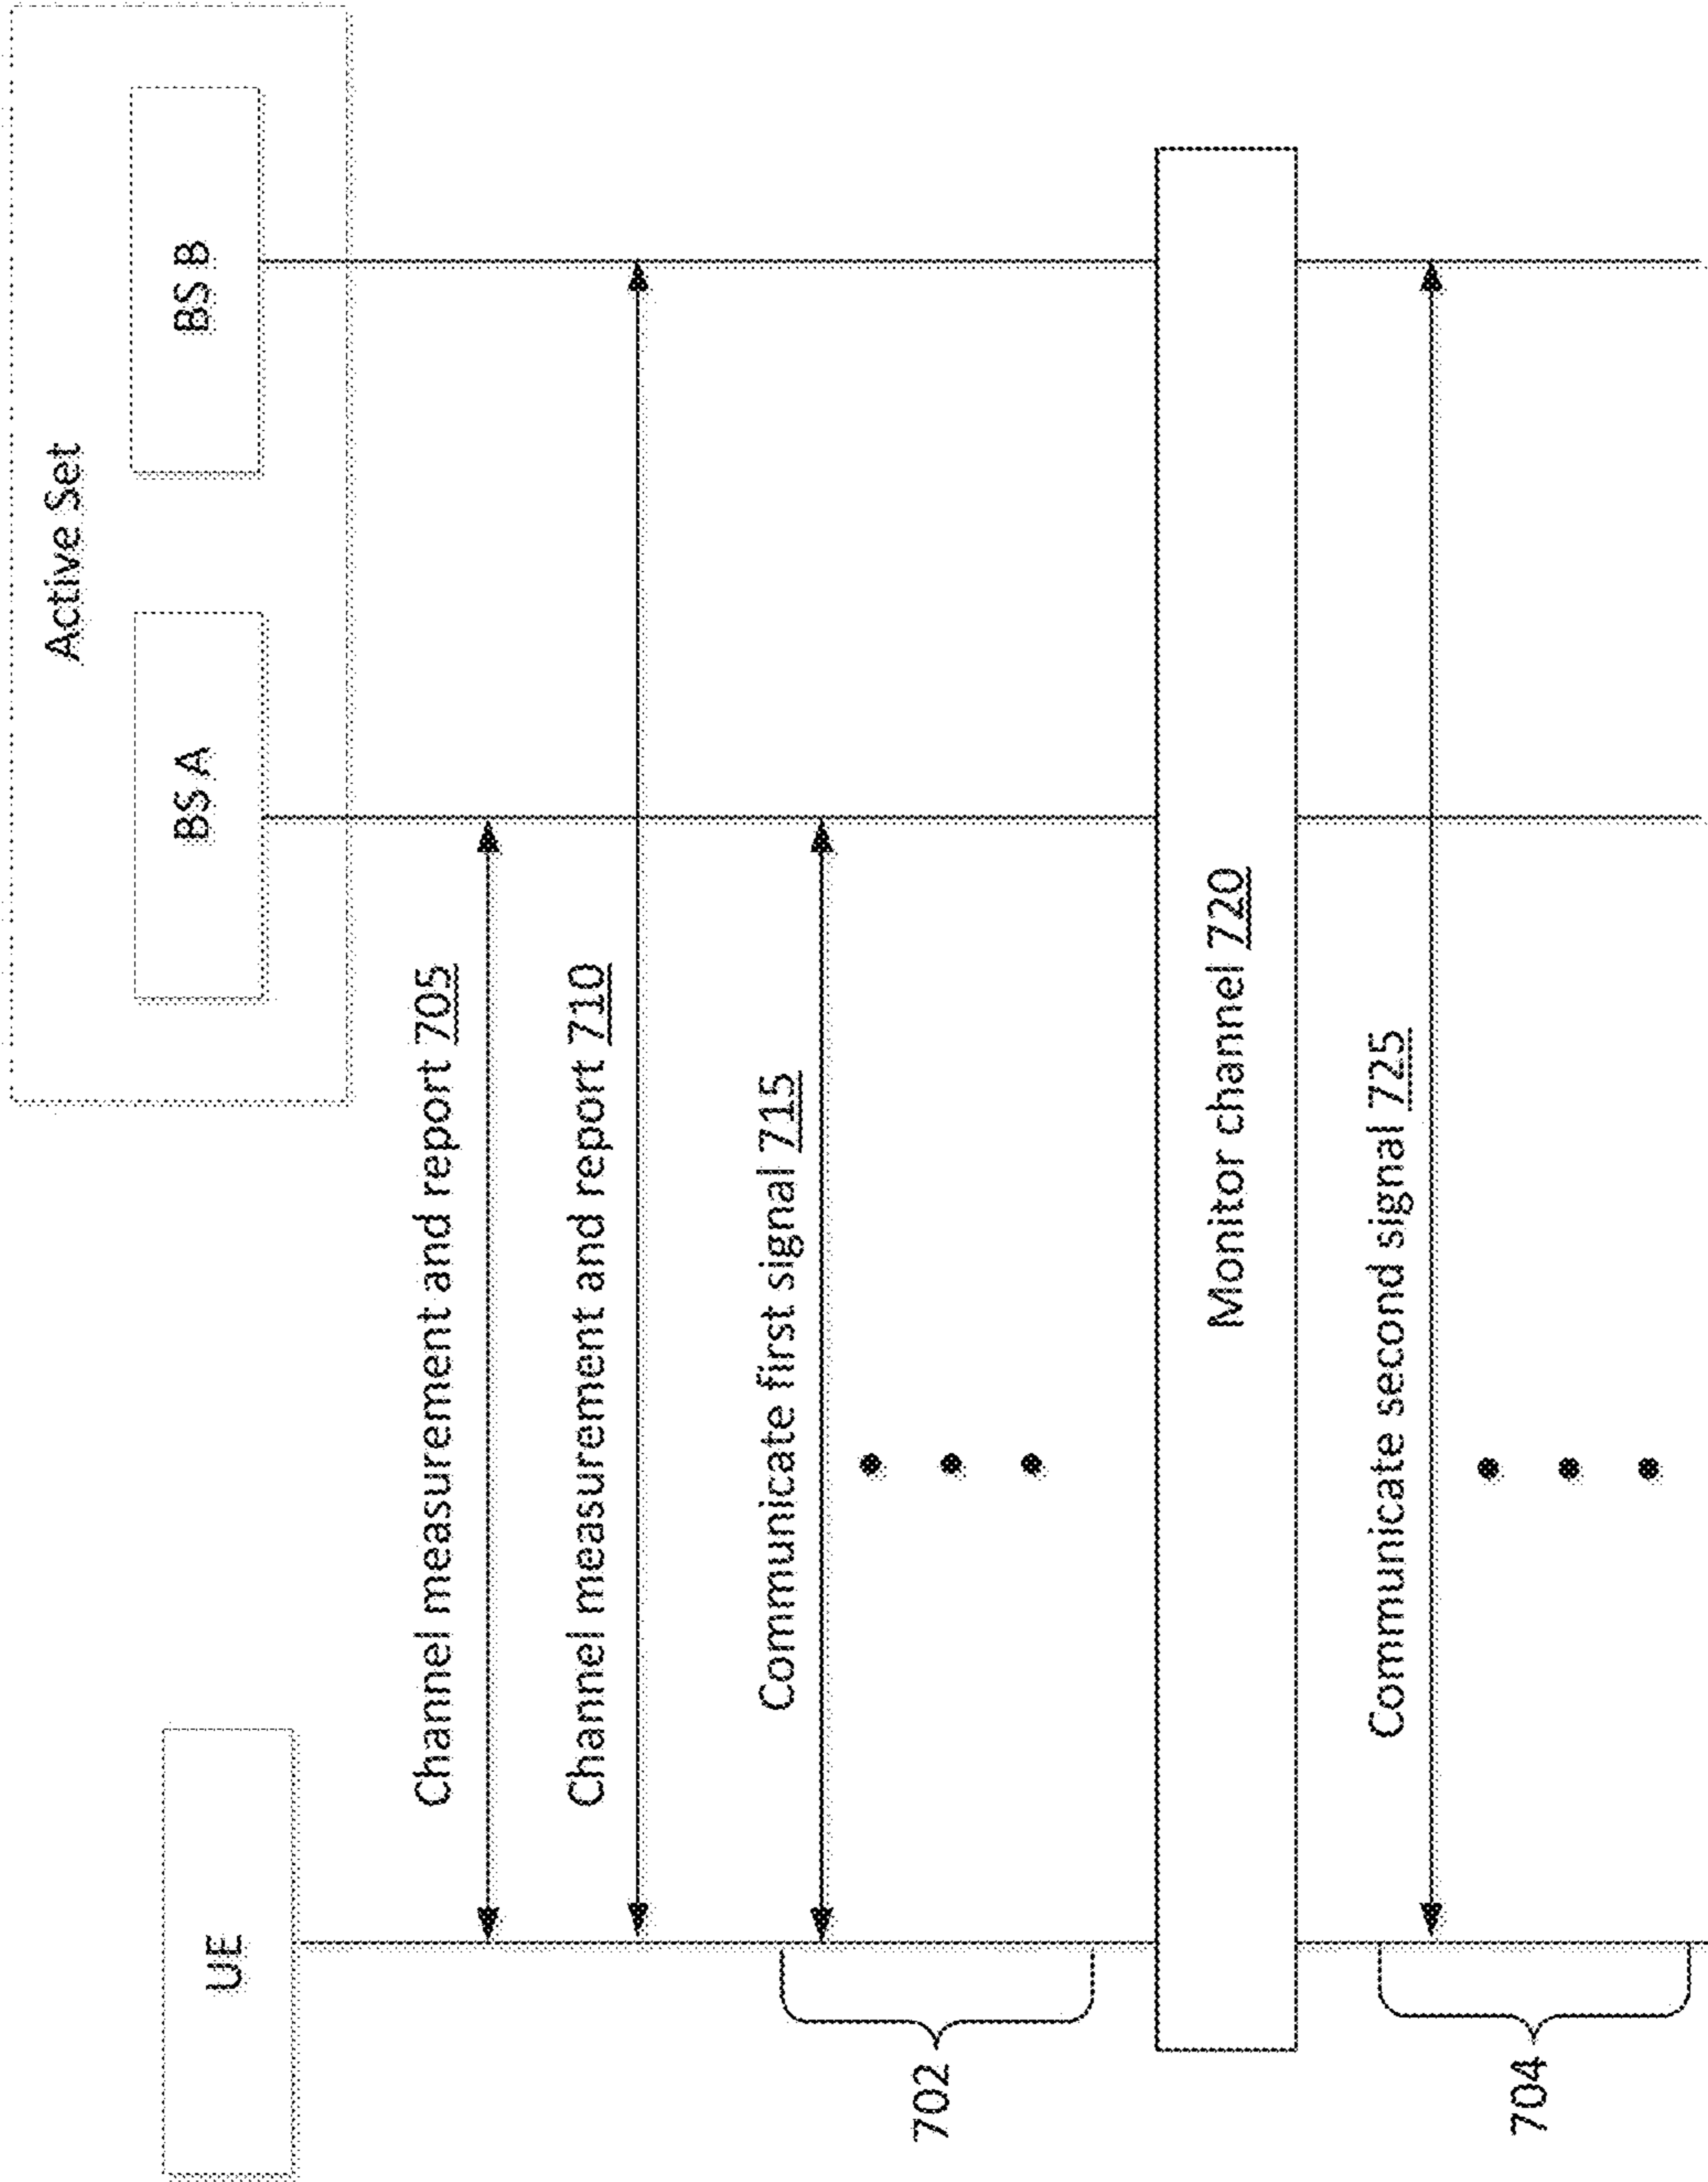 Active Set
UE
BS A
BS B
Channel measurement and report 705
Channel measurement and report 710
Communicate first signal 715
702
Monitor channel 720
Communicate second signal 725
704